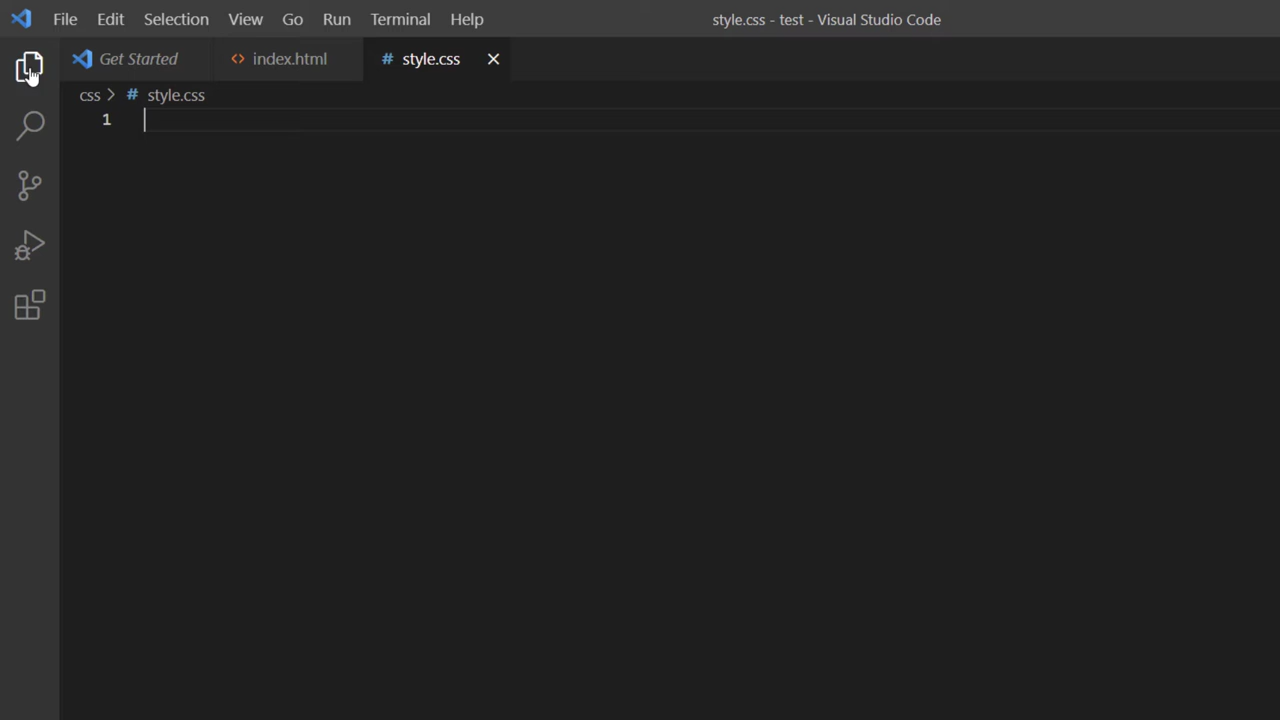 File Edit Selection View Go Run Terminal Help style.css - test - Visual Studio Code
Get Started index.html # style.css
css > # style.css
1